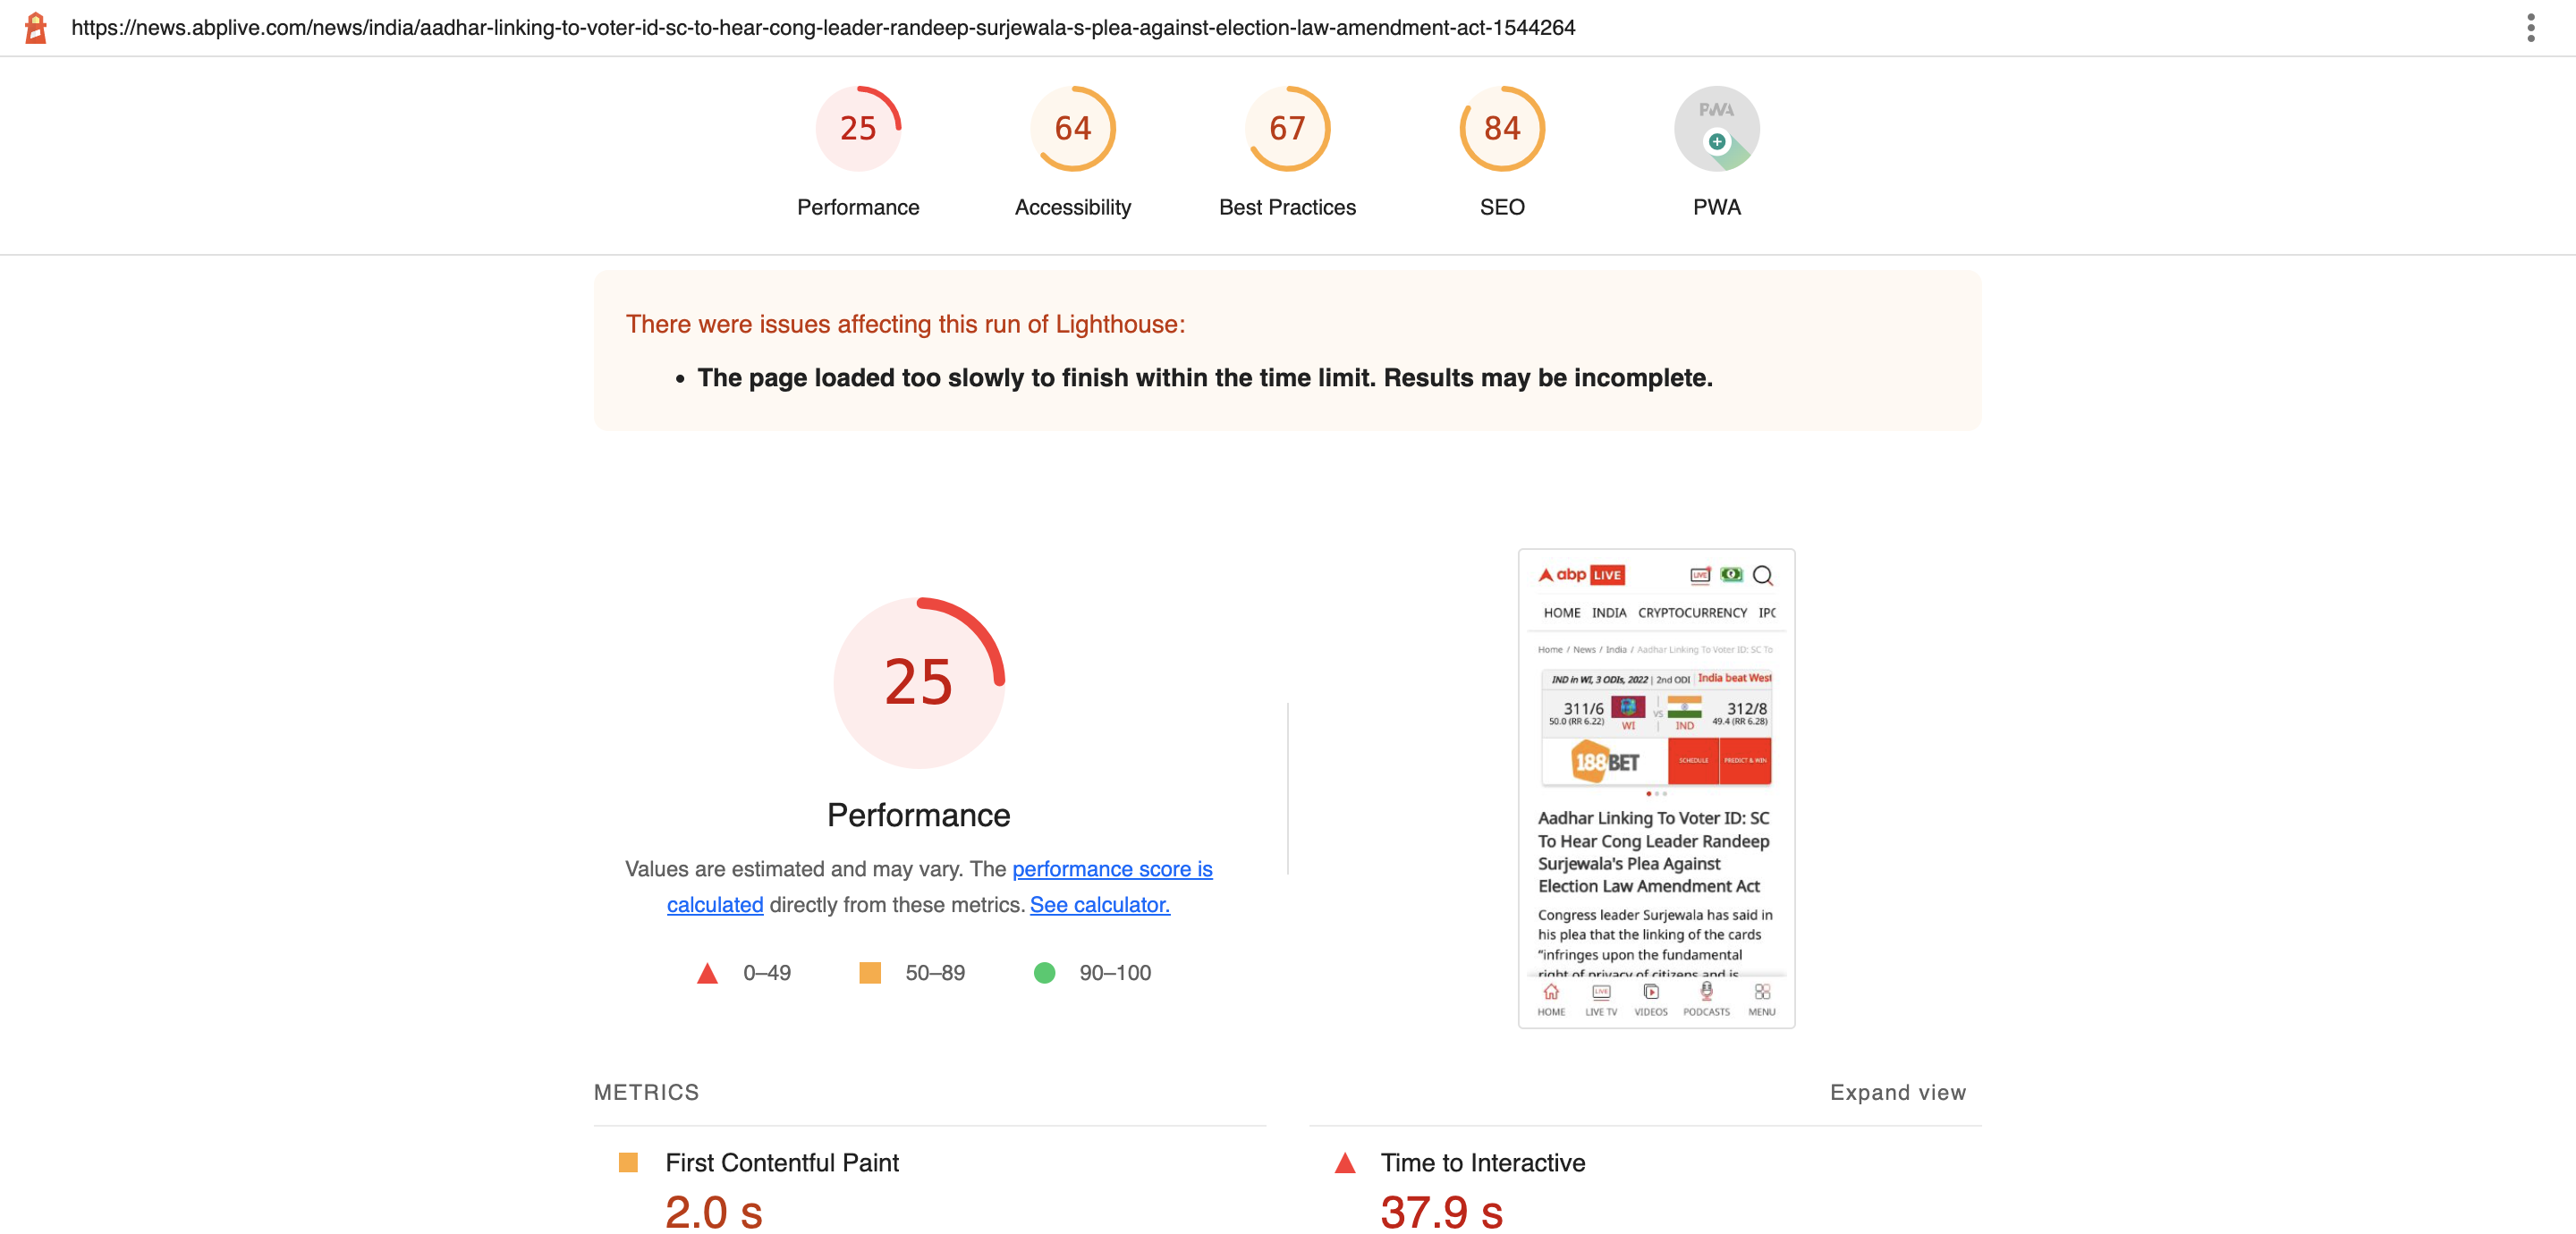 https://news.abplive.com/news/india/aadhar-linking-to-voter-id-sc-to-hear-cong-leader-randeep-surjewala-s-plea-against-election-law-amendment-act-1544264
25
64
67
84
PWA
Performance
Accessibility
Best Practices
SEO
PWA
There were issues affecting this run of Lighthouse:
• The page loaded too slowly to finish within the time limit. Results may be incomplete.
25
Performance
Values are estimated and may vary. The performance score is
calculated directly from these metrics. See calculator.
0–49 50–89 90–100
abp LIVE
LIVE
HOME INDIA CRYPTOCURRENCY IPO
Home / News / India / Aadhar Linking To Voter ID: SC To
IND in WI, 3 ODIs, 2022 | 2nd ODI India beat West
311/6 vs 312/8
50.0 (RR 6.22) WI IND 49.4 (RR 6.28)
188BET SCHEDULE PREDICT & WIN
Aadhar Linking To Voter ID: SC
To Hear Cong Leader Randeep
Surjewala's Plea Against
Election Law Amendment Act
Congress leader Surjewala has said in
his plea that the linking of the cards
“infringes upon the fundamental
right of privacy of citizens and is
LIVE
HOME LIVE TV VIDEOS PODCASTS MENU
METRICS
Expand view
First Contentful Paint
2.0 s
Time to Interactive
37.9 s